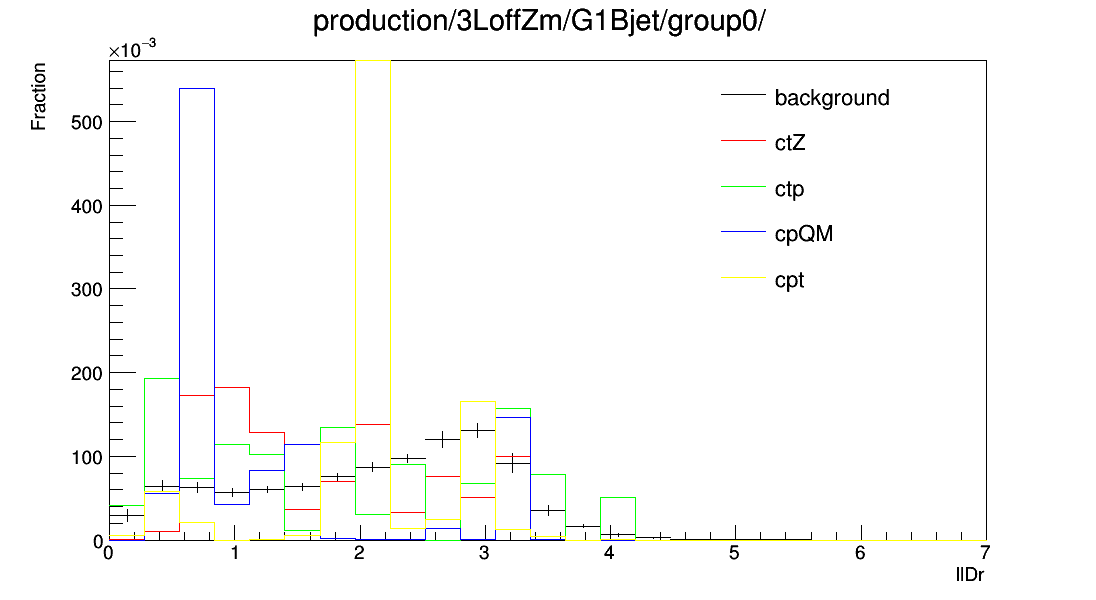 production/3LoffZm/G1Bjet/group0/
×10⁻³
Fraction
background
ctZ
ctp
cpQM
cpt
500
400
300
200
100
0
0 1 2 3 4 5 6 7
llDr